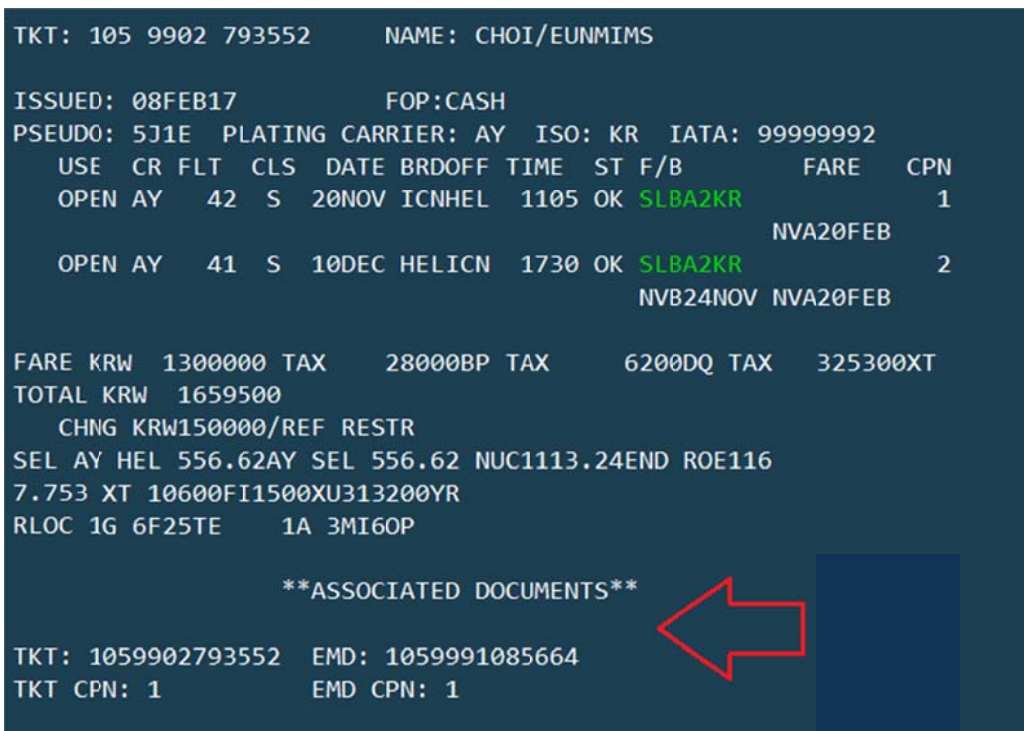 TKT: 105 9902 793552 NAME: CHOI/EUNMIMS
ISSUED: 08FEB17 FOP:CASH
PSEUDO: 5J1E PLATING CARRIER: AY ISO: KR IATA: 99999992
USE CR FLT CLS DATE BRDOFF TIME ST F/B FARE CPN
OPEN AY 42 S 20NOV ICNHEL 1105 OK SLBA2KR 1
NVA20FEB
OPEN AY 41 S 10DEC HELICN 1730 OK SLBA2KR 2
NVB24NOV NVA20FEB
FARE KRW 1300000 TAX 28000BP TAX 6200DQ TAX 325300XT
TOTAL KRW 1659500
CHNG KRW150000/REF RESTR
SEL AY HEL 556.62AY SEL 556.62 NUC1113.24END ROE116
7.753 XT 10600FI1500XU313200YR
RLOC 1G 6F25TE 1A 3MI6OP
**ASSOCIATED DOCUMENTS**
TKT: 1059902793552 EMD: 1059991085664
TKT CPN: 1 EMD CPN: 1